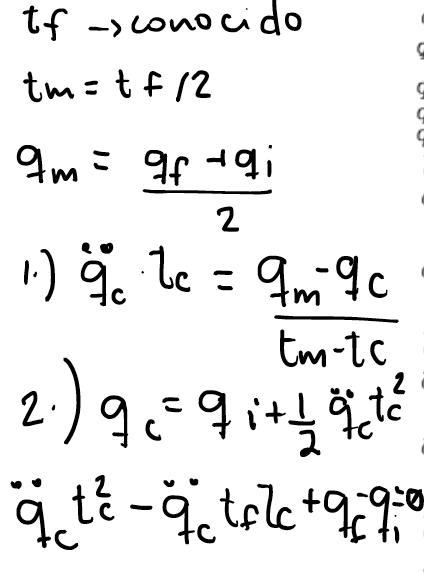 tf -> conocido
tm = tf/2
qm = (qf + qi)/2
1.) q̈c · tc = (qm - qc)/(tm - tc)
2.) qc = qi + 1/2 q̈c tc²
q̈c tc² - q̈c tf tc + qf - qi = 0